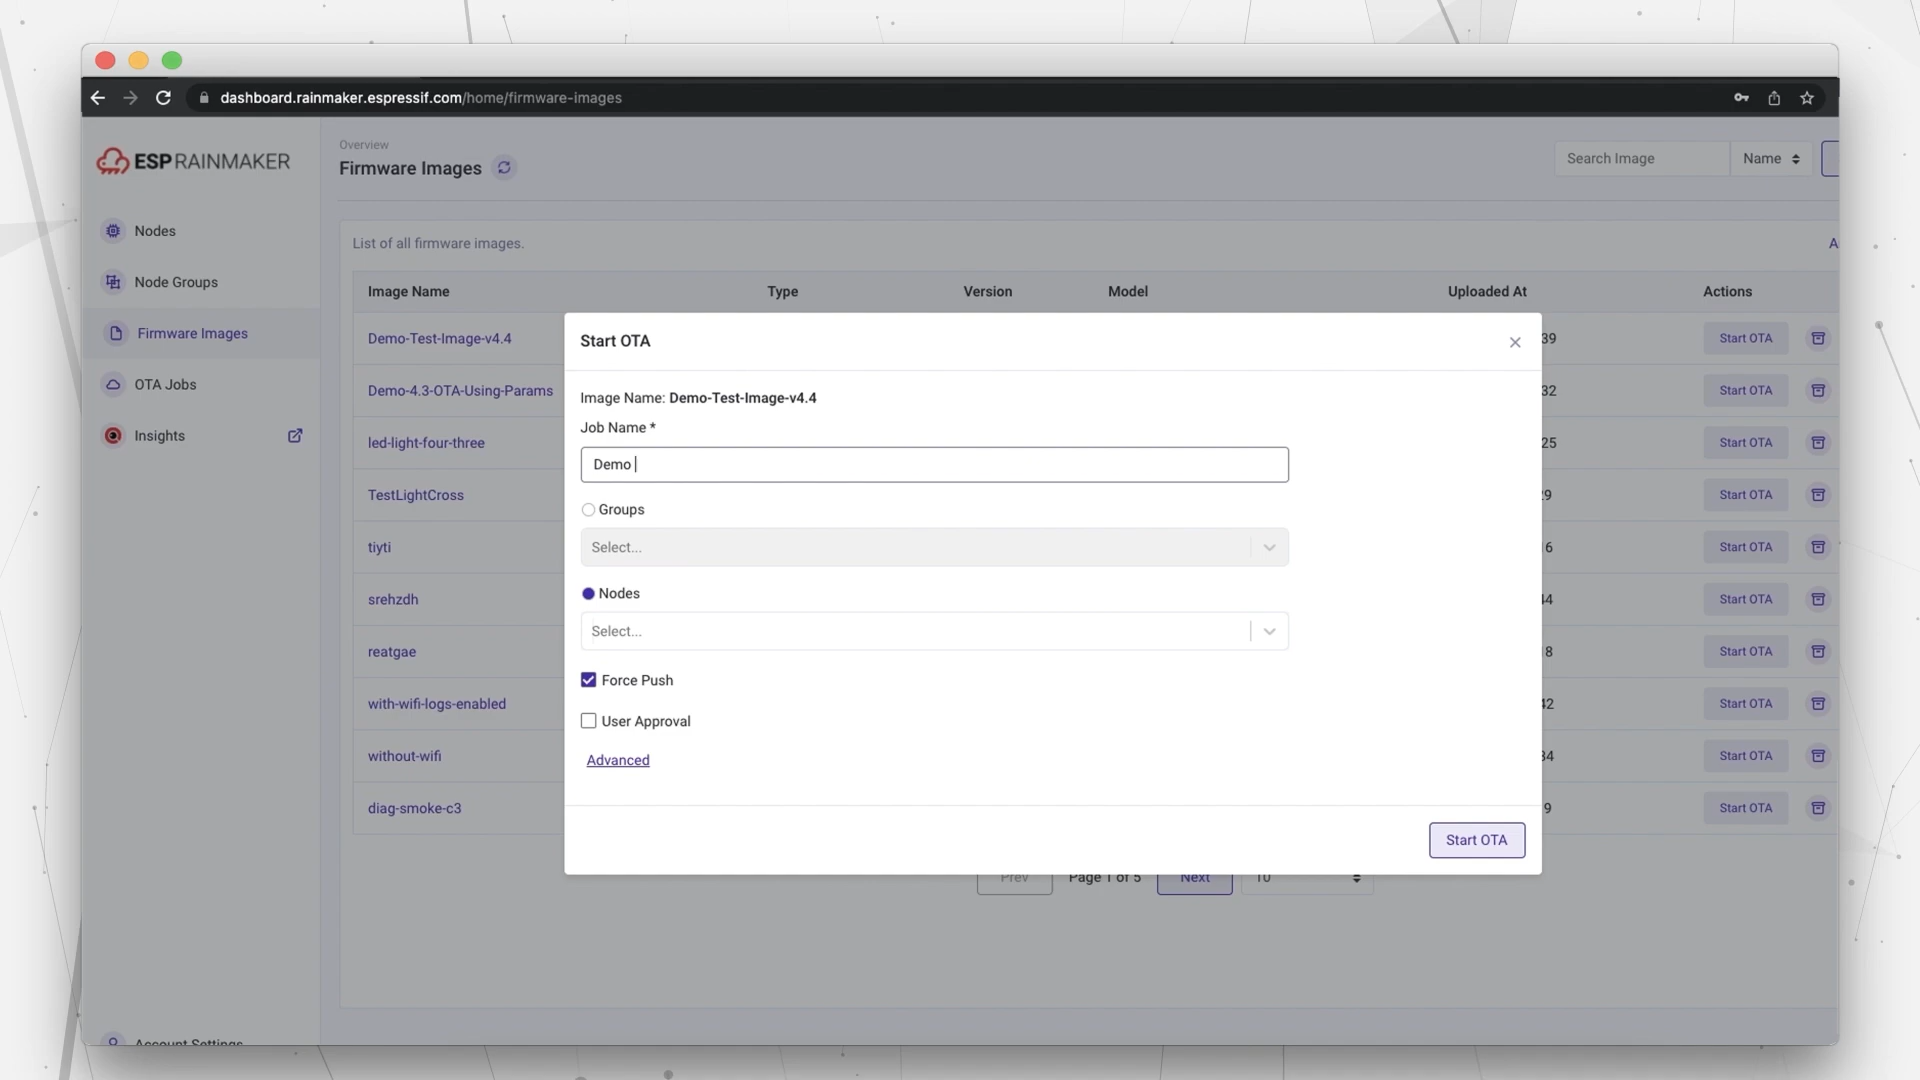 dashboard.rainmaker.espressif.com/home/firmware-images
ESP RAINMAKER
Nodes
Node Groups
Firmware Images
OTA Jobs
Insights
Account Settings
Overview
Firmware Images
Search Image
Name
List of all firmware images.
A
Image Name Type Version Model Uploaded At Actions
Demo-Test-Image-v4.4 39 Start OTA
Demo-4.3-OTA-Using-Params 32 Start OTA
led-light-four-three 25 Start OTA
TestLightCross 29 Start OTA
tiyti 16 Start OTA
srehzdh 44 Start OTA
reatgae 18 Start OTA
with-wifi-logs-enabled 42 Start OTA
without-wifi 34 Start OTA
diag-smoke-c3 9 Start OTA
Prev Page 1 of 5 Next 10
Start OTA
Image Name: Demo-Test-Image-v4.4
Job Name *
Demo
Groups
Select...
Nodes
Select...
Force Push
User Approval
Advanced
Start OTA